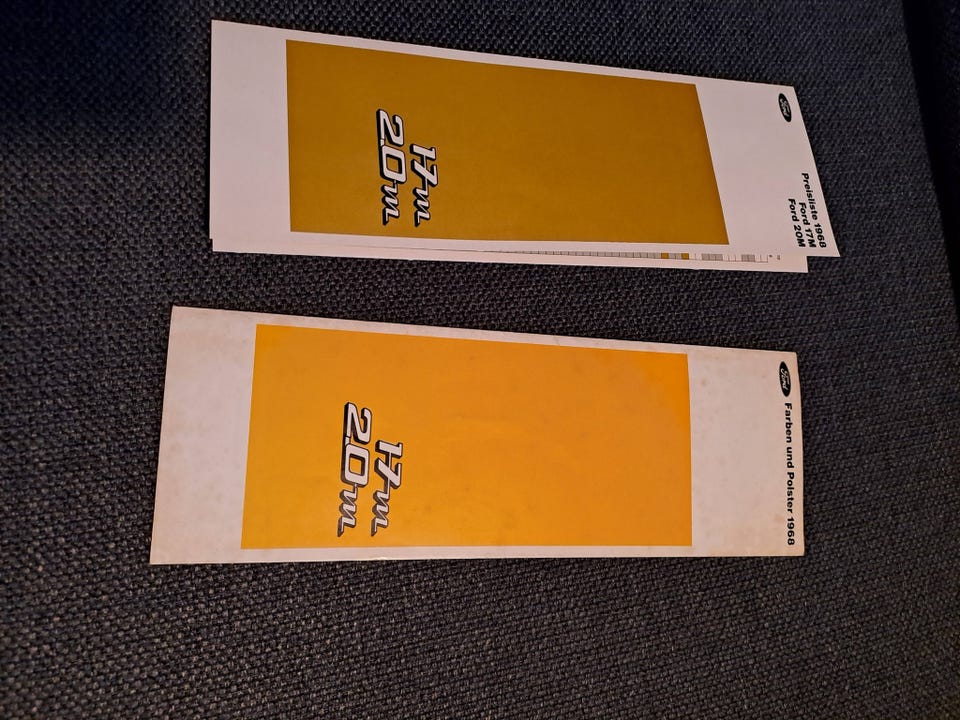 Ford
Preisliste 1968
Ford 17M
Ford 20M
17m
20m
Ford
Farben und Polster 1968
17m
20m